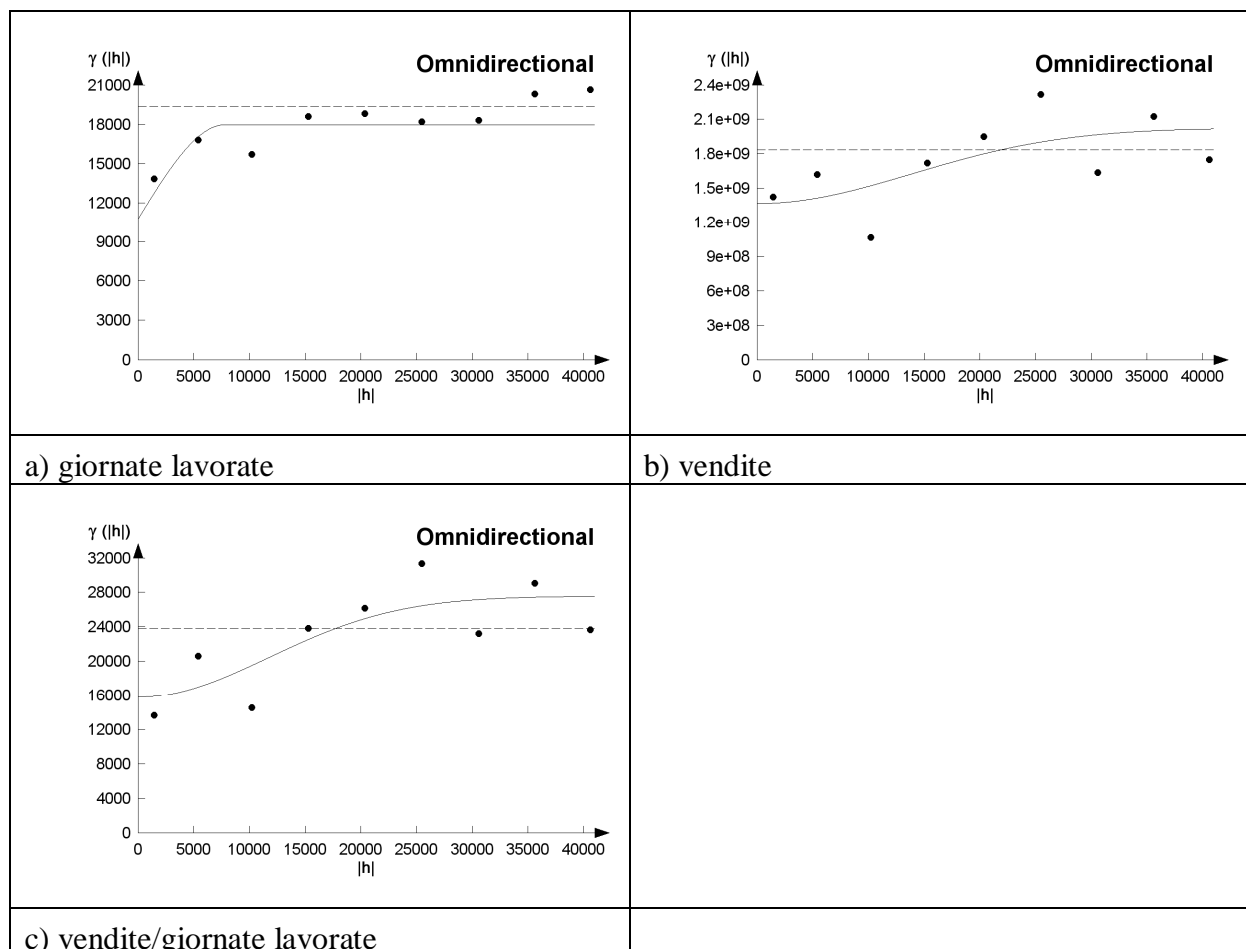 γ (|h|)
Omnidirectional
21000
18000
15000
12000
9000
6000
3000
0
0 5000 10000 15000 20000 25000 30000 35000 40000
|h|
a) giornate lavorate
γ (|h|)
Omnidirectional
2.4e+09
2.1e+09
1.8e+09
1.5e+09
1.2e+09
9e+08
6e+08
3e+08
0
0 5000 10000 15000 20000 25000 30000 35000 40000
|h|
b) vendite
γ (|h|)
Omnidirectional
32000
28000
24000
20000
16000
12000
8000
4000
0
0 5000 10000 15000 20000 25000 30000 35000 40000
|h|
c) vendite/giornate lavorate